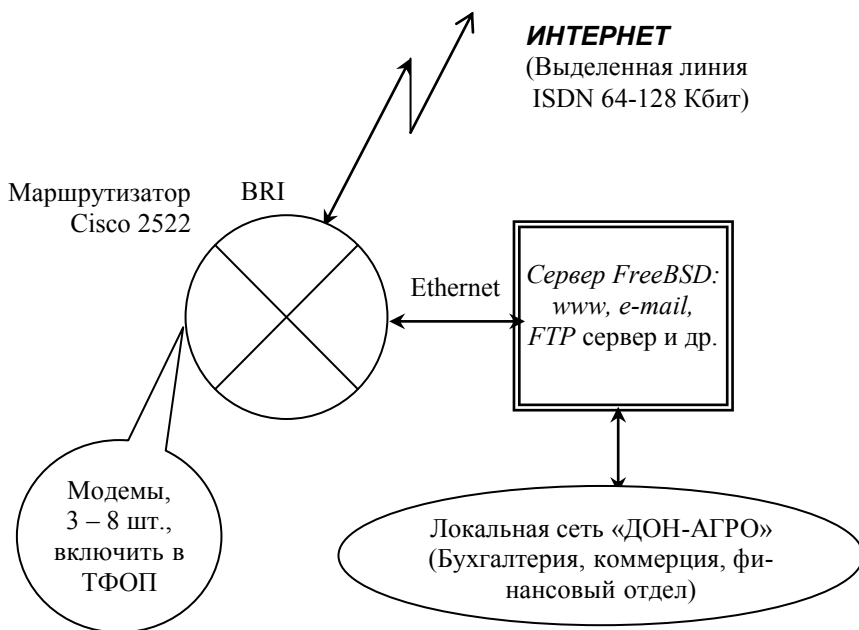 ИНТЕРНЕТ
(Выделенная линия
ISDN 64-128 Кбит)
Маршрутизатор
Cisco 2522
BRI
Ethernet
Сервер FreeBSD:
www, e-mail,
FTP сервер и др.
Модемы,
3 – 8 шт.,
включить в
ТФОП
Локальная сеть «ДОН-АГРО»
(Бухгалтерия, коммерция, фи-
нансовый отдел)